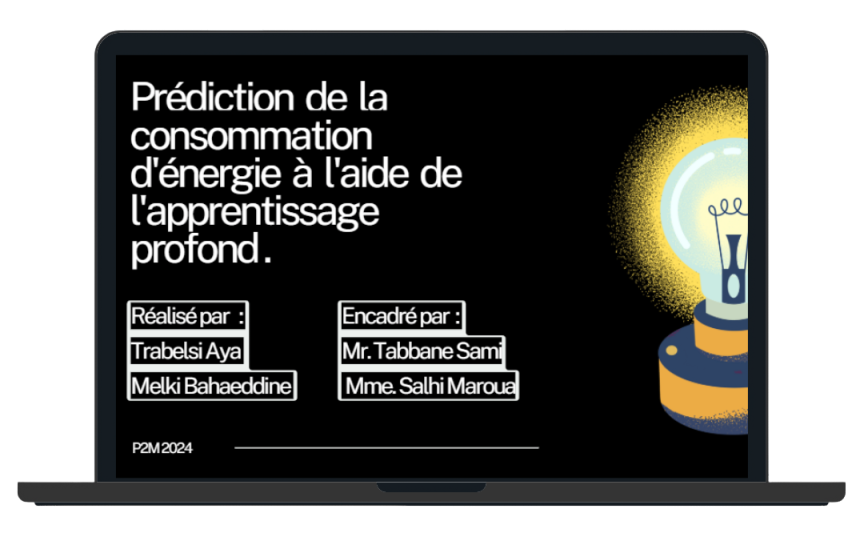 Prédiction de la
consommation
d'énergie à l'aide de
l'apprentissage
profond.
Réalisé par :
Trabelsi Aya
Melki Bahaeddine
Encadré par :
Mr. Tabbane Sami
Mme. Salhi Maroua
P2M 2024